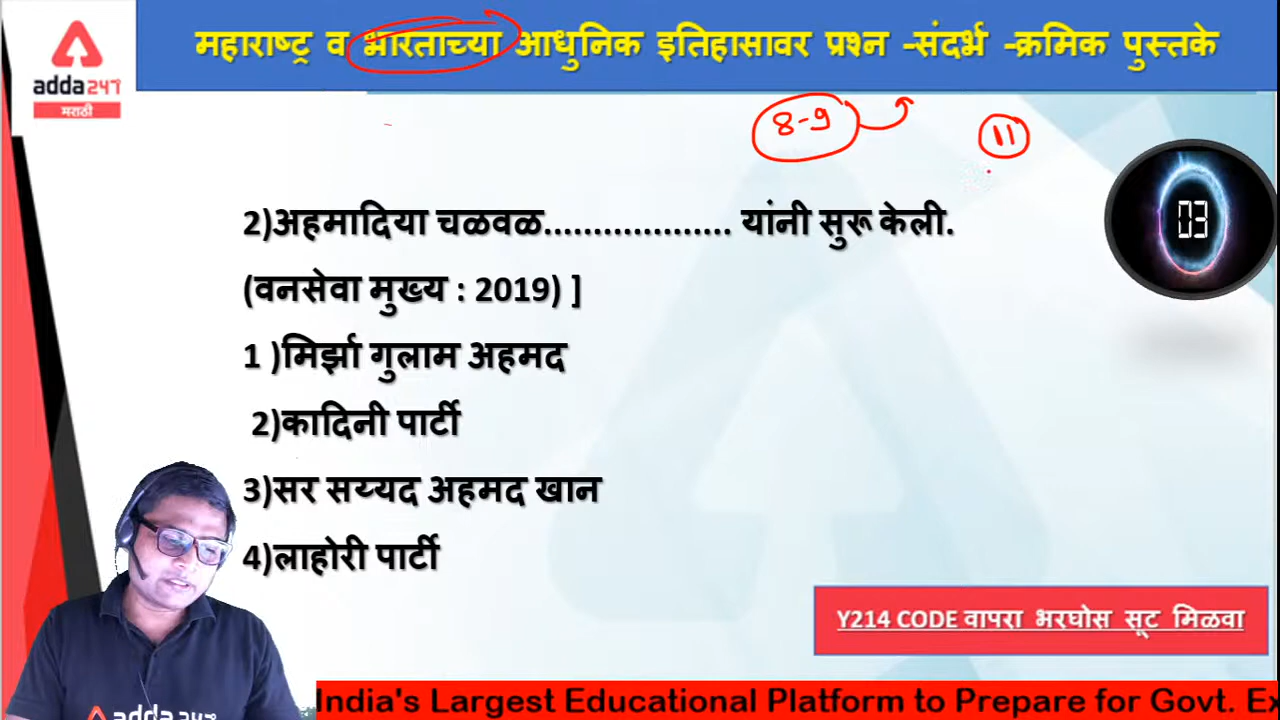 महाराष्ट्र व भारताच्या आधुनिक इतिहासावर प्रश्न -संदर्भ -क्रमिक पुस्तके
adda247
मराठी
8-9
11
03
2)अहमादिया चळवळ................... यांनी सुरू केली.
(वनसेवा मुख्य : 2019) ]
1 )मिर्झा गुलाम अहमद
2)कादिनी पार्टी
3)सर सय्यद अहमद खान
4)लाहोरी पार्टी
Y214 CODE वापरा भरघोस सूट मिळवा
adda247
India's Largest Educational Platform to Prepare for Govt. Ex